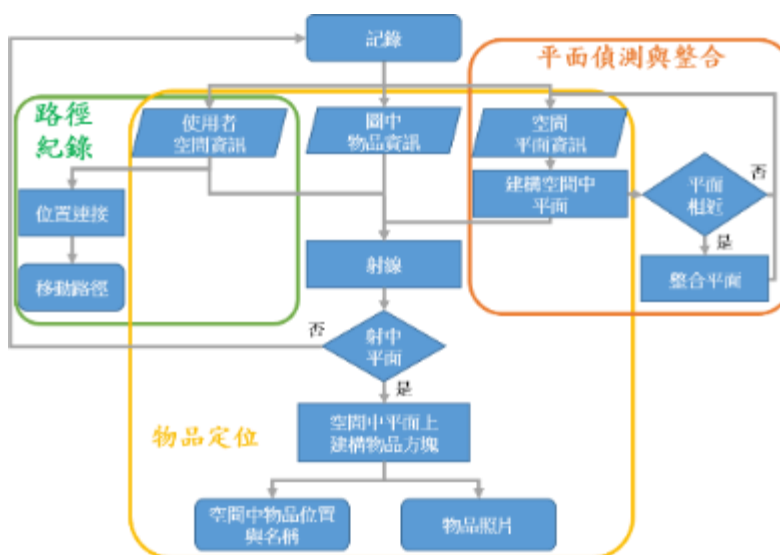 記錄
平面偵測與整合
路徑
紀錄
使用者
空間資訊
圖中
物品資訊
空間
平面資訊
否
位置連接
建構空間中
平面
平面
相近
是
移動路徑
射線
整合平面
否
射中
平面
是
物品定位
空間中平面上
建構物品方塊
空間中物品位置
與名稱
物品照片